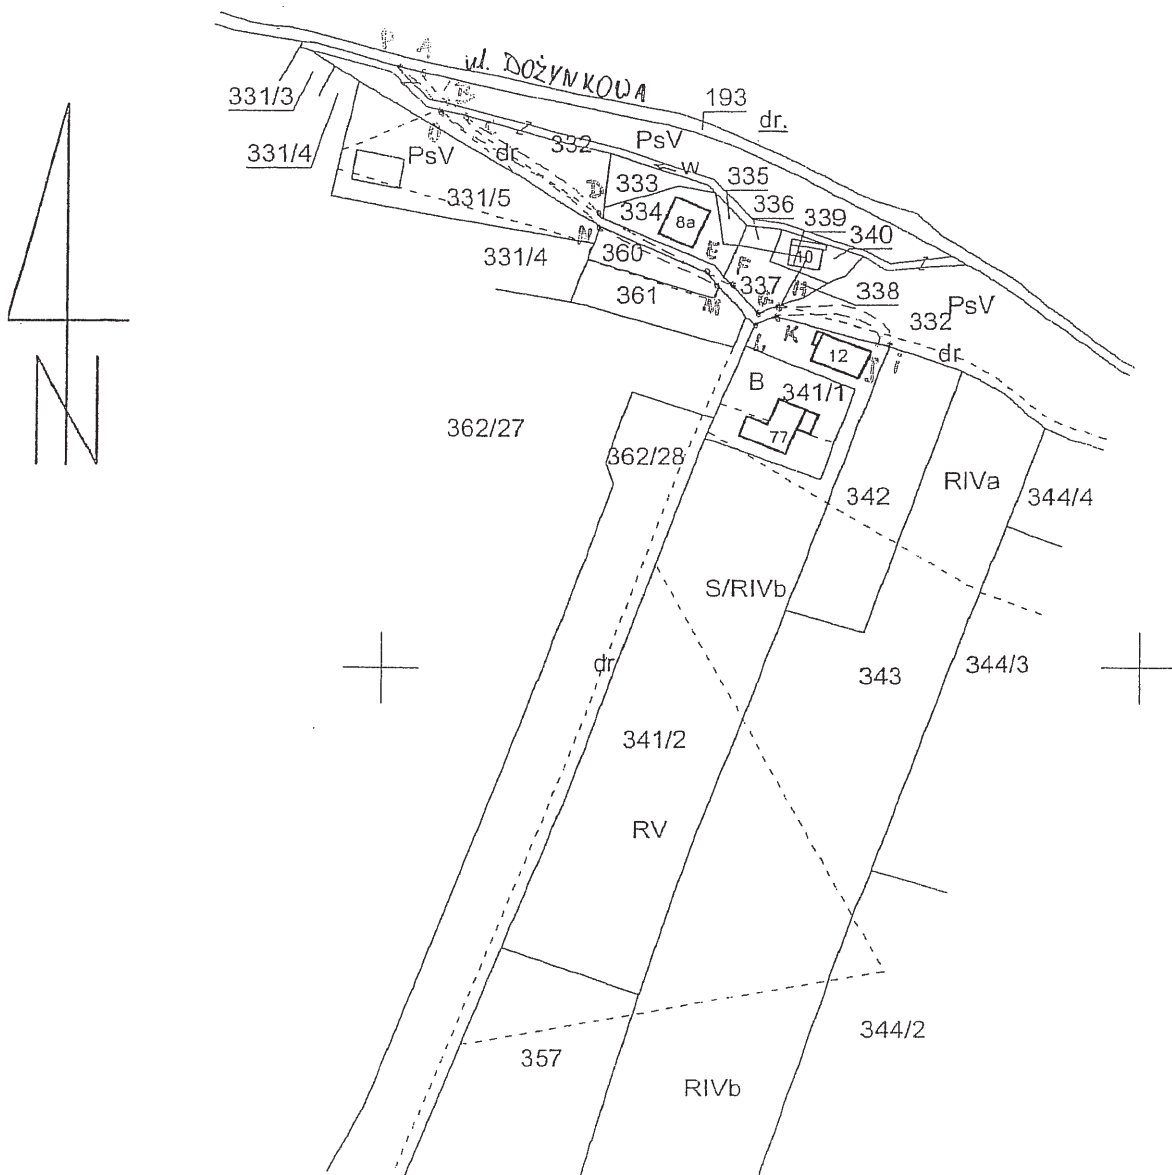 P A
ul. DOŻYNKOWA
193
dr.
331/3
B
331/4
O
PsV
dr
332
PsV
W
331/5
D
333
335
334
8a
336
339
340
10
N
360
331/4
E
F
337
H
338
PsV
361
M
G
332
K
L
12
J
i
dr
B
341/1
77
362/27
362/28
342
RIVa
344/4
S/RIVb
dr
343
344/3
341/2
RV
357
344/2
RIVb
N